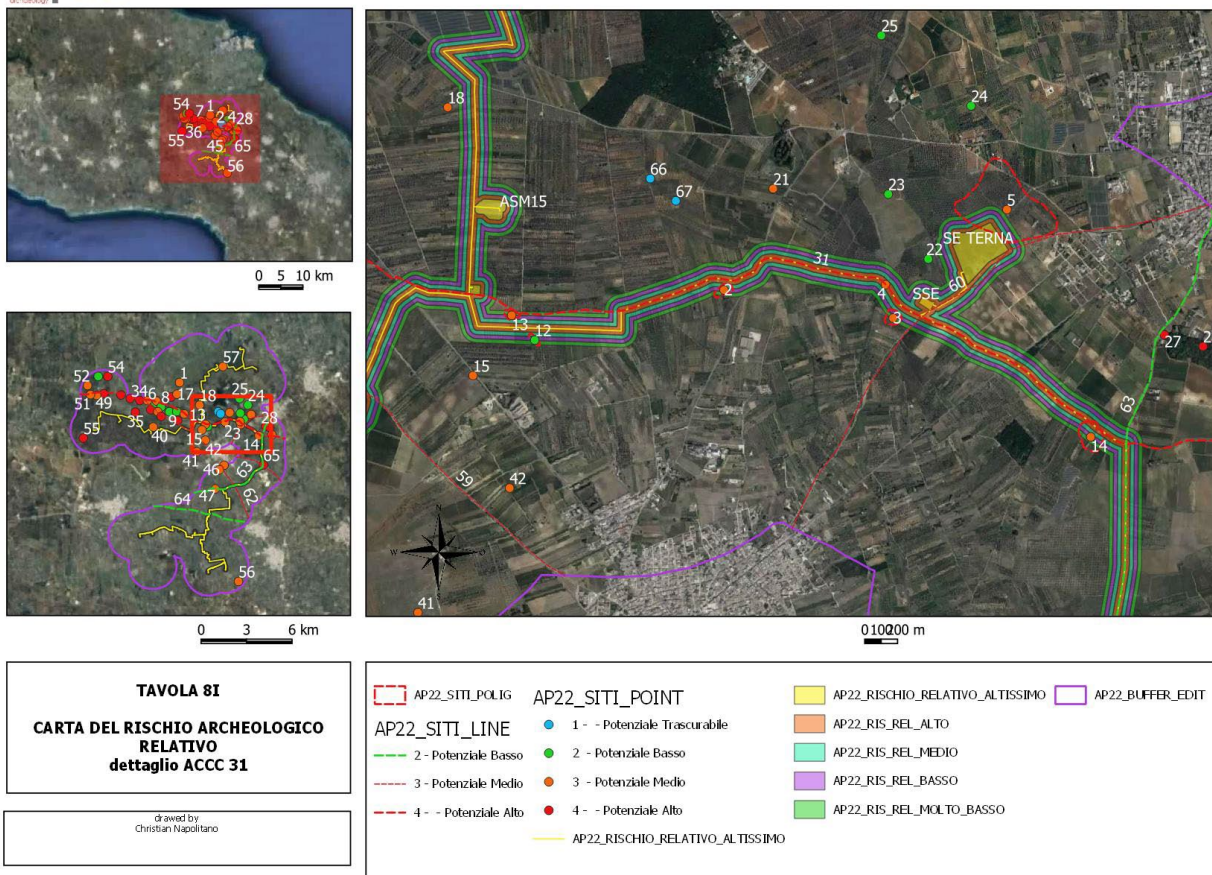 archeology
54 7 1 2 4 28
55 36 45 65
56
0 5 10 km
57
52 54 1
51 49 34 6 8 17 18 25 24
35 9 13 23 28
55 40 15 42 14
41 46 63 65
64 47 62
56
0 3 6 km
25
18
24
66
67
21
23
5
ASM15
SE TERNA
31
22
60
SSE
2
4
3
13
12
15
27
63
14
59
42
N
41
0 100 200 m
TAVOLA 8I
CARTA DEL RISCHIO ARCHEOLOGICO
RELATIVO
dettaglio ACCC 31
drawed by
Christian Napolitano
AP22_SITI_POLIG
AP22_SITI_LINE
2 - Potenziale Basso
3 - Potenziale Medio
4 - - Potenziale Alto
AP22_SITI_POINT
1 - - Potenziale Trascurabile
2 - Potenziale Basso
3 - Potenziale Medio
4 - - Potenziale Alto
AP22_RISCHIO_RELATIVO_ALTISSIMO
AP22_RISCHIO_RELATIVO_ALTISSIMO
AP22_RIS_REL_ALTO
AP22_RIS_REL_MEDIO
AP22_RIS_REL_BASSO
AP22_RIS_REL_MOLTO_BASSO
AP22_BUFFER_EDIT